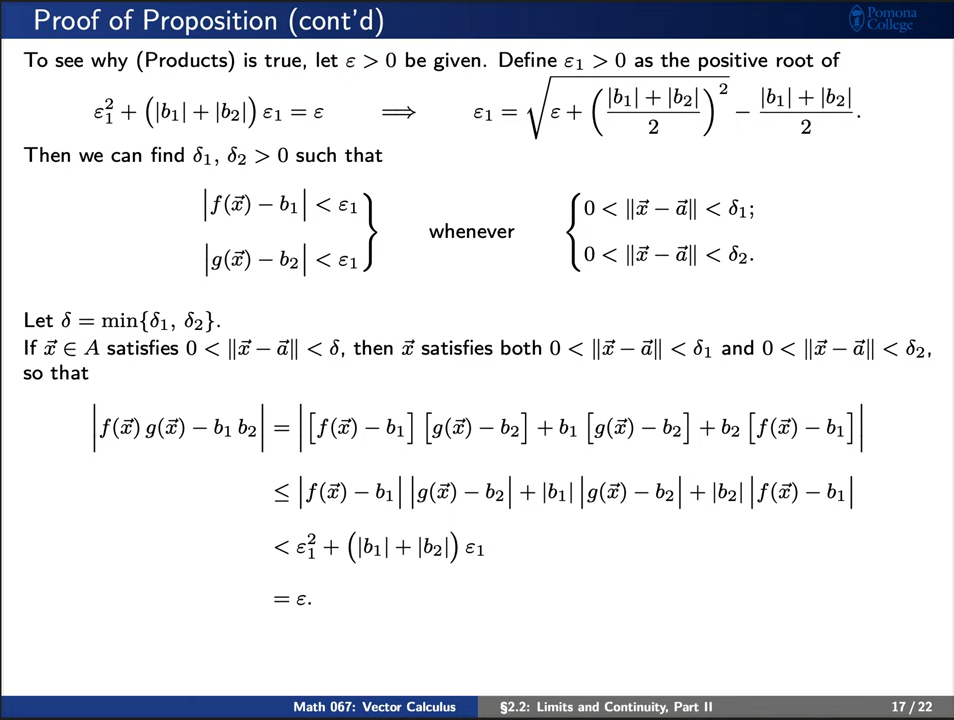 Proof of Proposition (cont'd)
Pomona College
To see why (Products) is true, let ε > 0 be given. Define ε₁ > 0 as the positive root of
ε₁² + (|b₁| + |b₂|) ε₁ = ε ⟹ ε₁ = √(ε + ((|b₁| + |b₂|)/2)²) − (|b₁| + |b₂|)/2.
Then we can find δ₁, δ₂ > 0 such that
|f(x⃗) − b₁| < ε₁ } whenever { 0 < ‖x⃗ − a⃗‖ < δ₁;
|g(x⃗) − b₂| < ε₁ } { 0 < ‖x⃗ − a⃗‖ < δ₂.
Let δ = min{δ₁, δ₂}.
If x⃗ ∈ A satisfies 0 < ‖x⃗ − a⃗‖ < δ, then x⃗ satisfies both 0 < ‖x⃗ − a⃗‖ < δ₁ and 0 < ‖x⃗ − a⃗‖ < δ₂,
so that
|f(x⃗) g(x⃗) − b₁ b₂| = |[f(x⃗) − b₁] [g(x⃗) − b₂] + b₁ [g(x⃗) − b₂] + b₂ [f(x⃗) − b₁]|
≤ |f(x⃗) − b₁| |g(x⃗) − b₂| + |b₁| |g(x⃗) − b₂| + |b₂| |f(x⃗) − b₁|
< ε₁² + (|b₁| + |b₂|) ε₁
= ε.
Math 067: Vector Calculus §2.2: Limits and Continuity, Part II 17 / 22